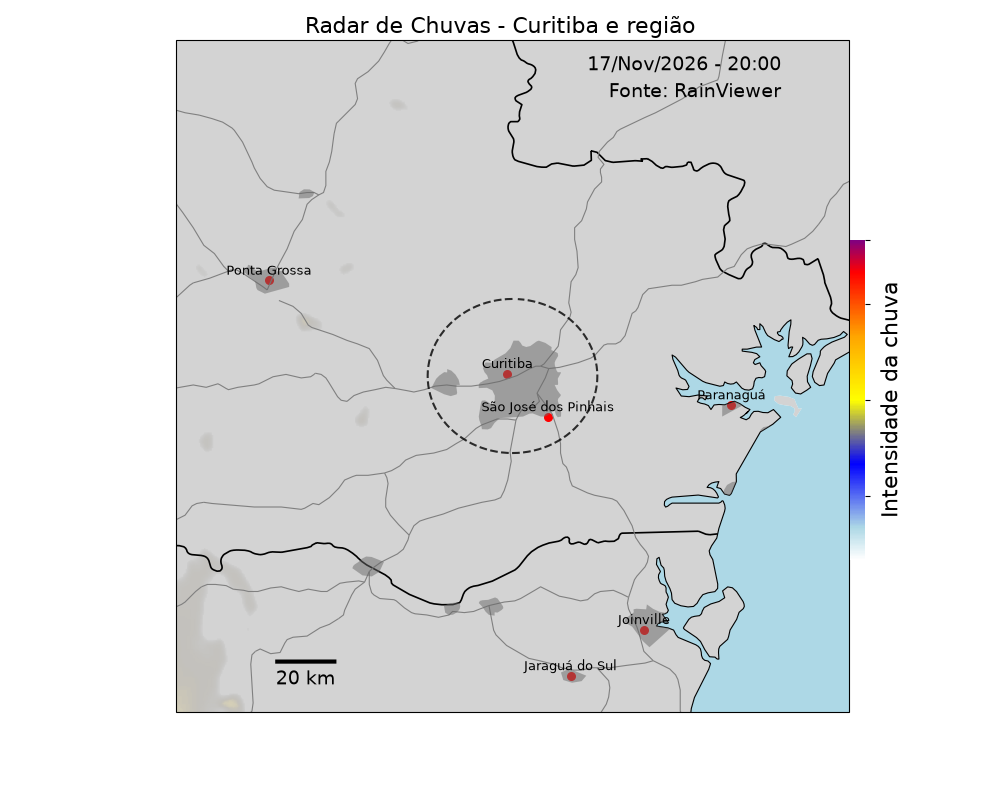 Radar de Chuvas - Curitiba e região
17/Nov/2026 - 20:00
Fonte: RainViewer
Ponta Grossa
Curitiba
São José dos Pinhais
Paranaguá
Intensidade da chuva
Joinville
Jaraguá do Sul
20 km